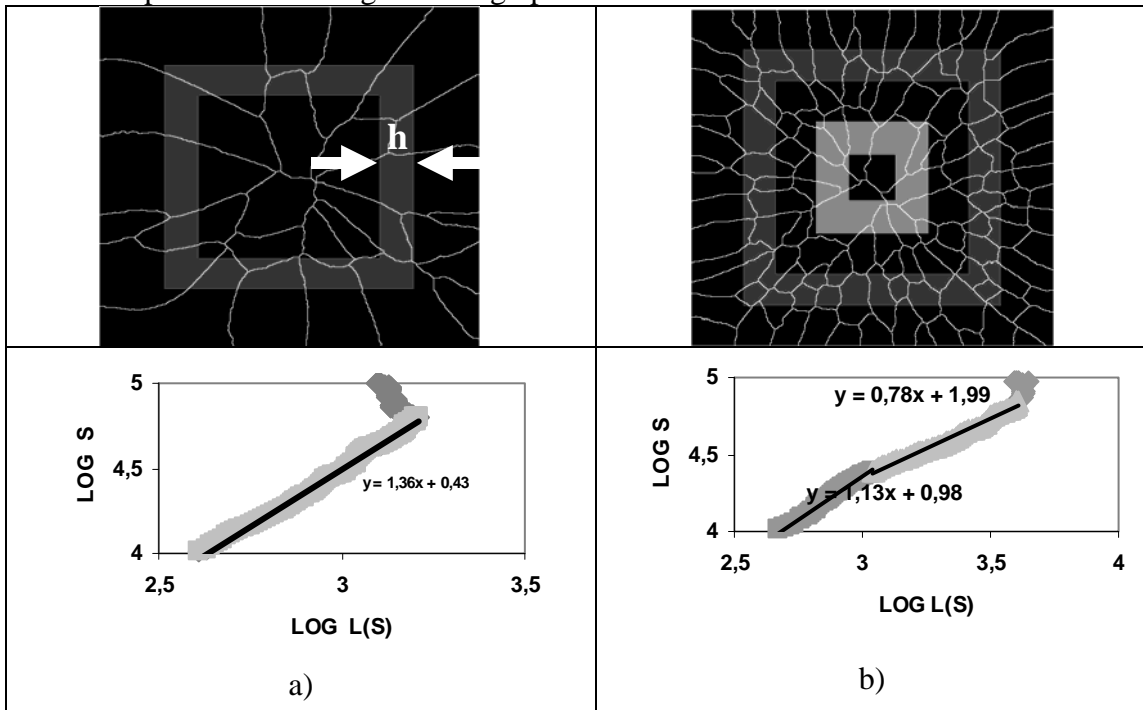 h
5
4,5
4
LOG S
y = 1,36x + 0,43
2,5 3 3,5
LOG L(S)
a)
5
4,5
4
LOG S
y = 0,78x + 1,99
y = 1,13x + 0,98
2,5 3 3,5 4
LOG L(S)
b)